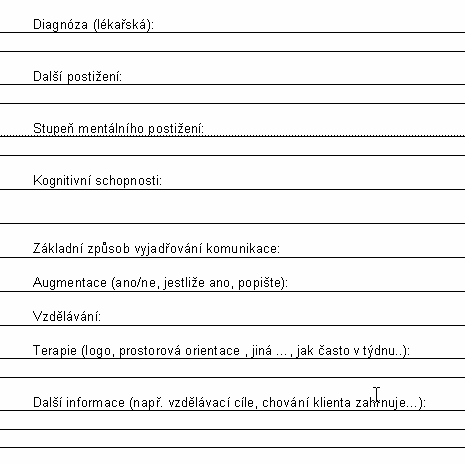 Diagnóza (lékařská):
Další postižení:
Stupeň mentálního postižení:
Kognitivní schopnosti:
Základní způsob vyjadřování komunikace:
Augmentace (ano/ne, jestliže ano, popište):
Vzdělávání:
Terapie (logo, prostorová orientace , jiná ... , jak často v týdnu..):
Další informace (např. vzdělávací cíle, chování klienta zahrnuje...):